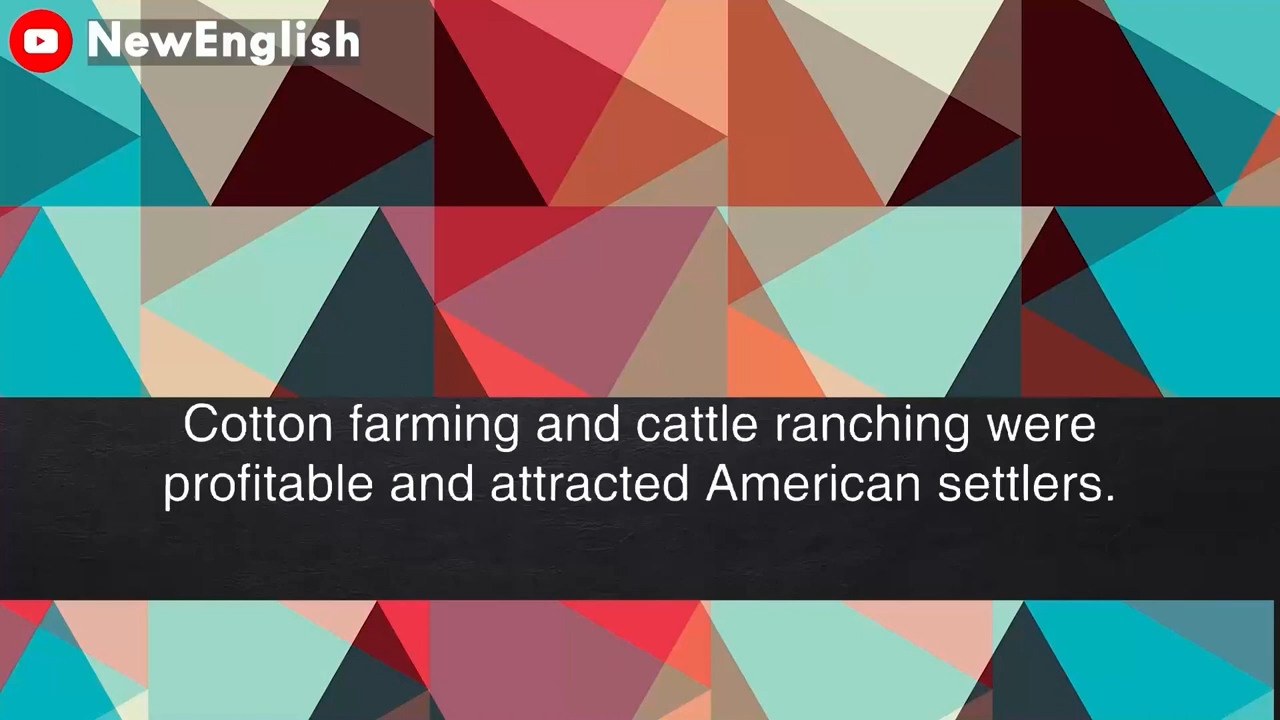 NewEnglish
Cotton farming and cattle ranching were
profitable and attracted American settlers.